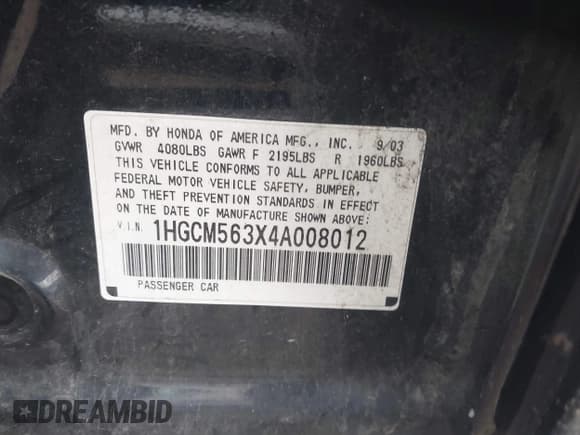 MFD. BY HONDA OF AMERICA MFG., INC. 9/03
GVWR 4080LBS GAWR F 2195LBS R 1960LBS
THIS VEHICLE CONFORMS TO ALL APPLICABLE
FEDERAL MOTOR VEHICLE SAFETY, BUMPER,
AND THEFT PREVENTION STANDARDS IN EFFECT
ON THE DATE OF MANUFACTURE SHOWN ABOVE:
V.I.N. 1HGCM563X4A008012
PASSENGER CAR
DREAMBID